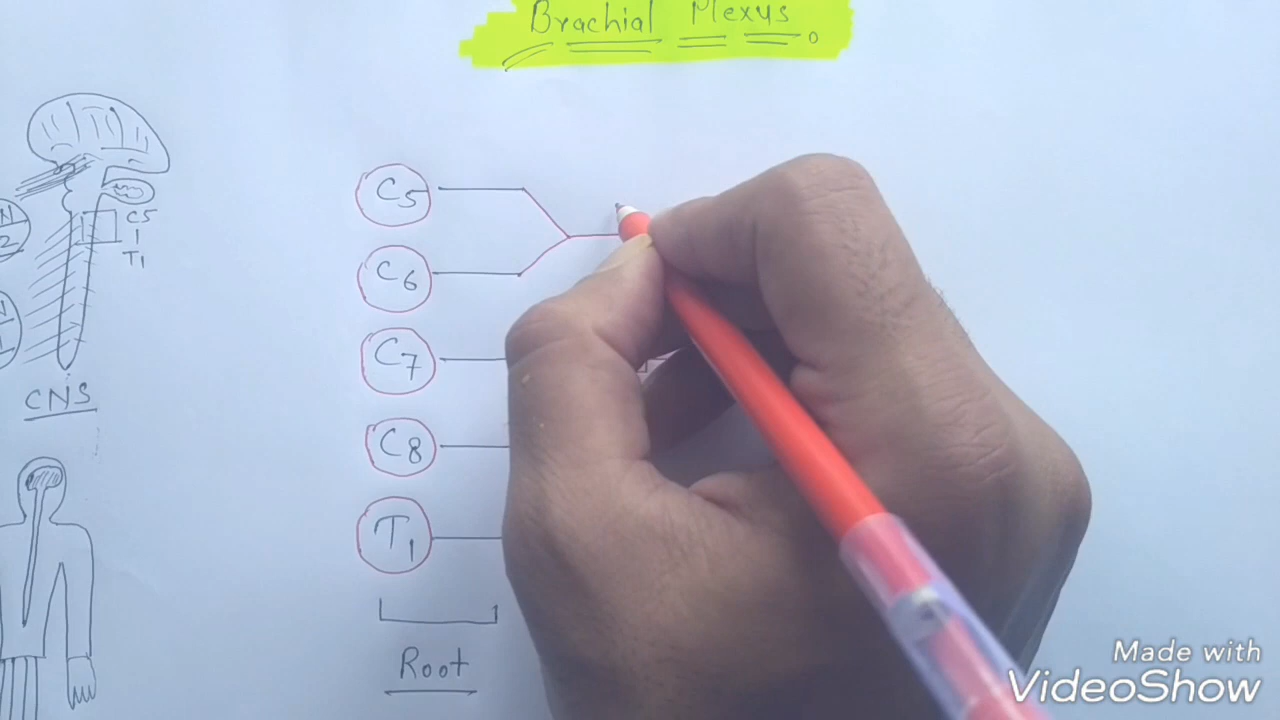 Brachial Plexus.
C5
T1
CNS
C5
C6
C7
C8
T1
Root
Made with
VideoShow